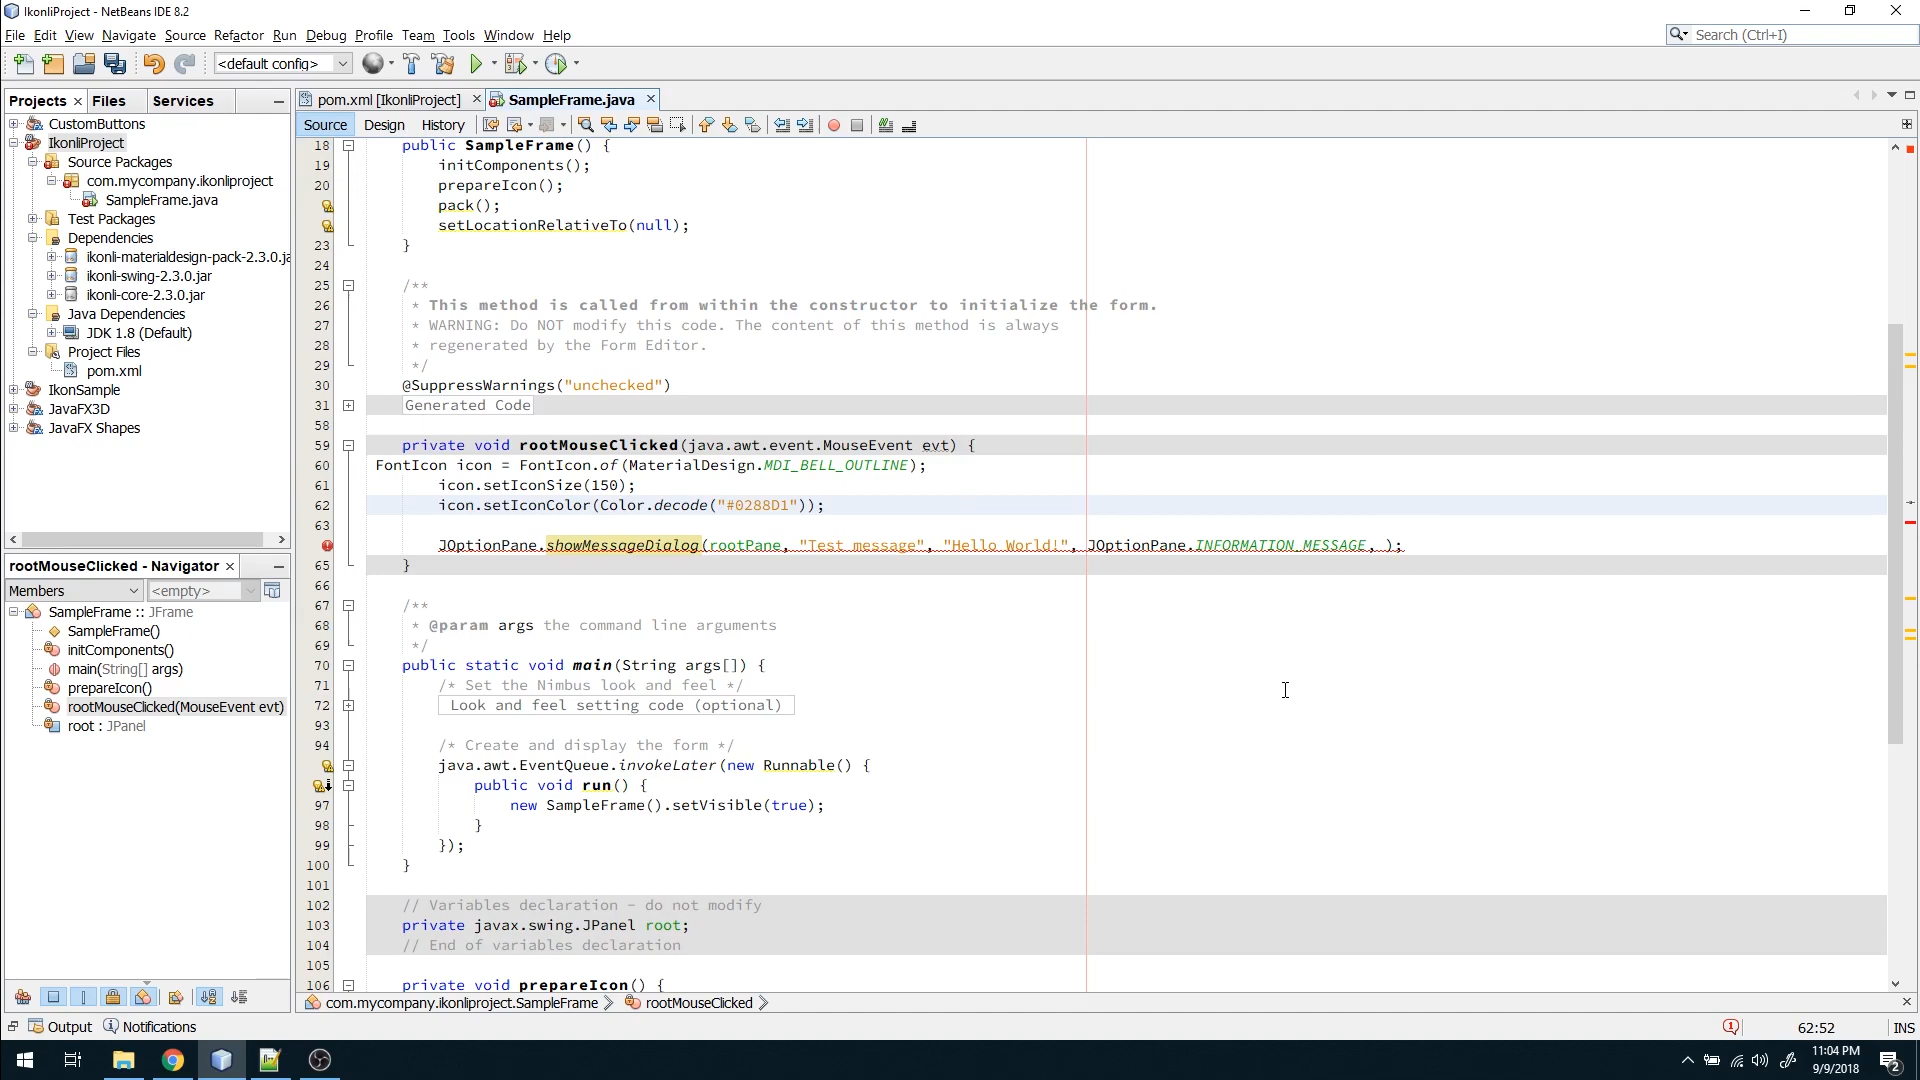 IkonliProject - NetBeans IDE 8.2
File Edit View Navigate Source Refactor Run Debug Profile Team Tools Window Help
Search (Ctrl+I)
<default config>
Projects Files Services
CustomButtons
IkonliProject
Source Packages
com.mycompany.ikonliproject
SampleFrame.java
Test Packages
Dependencies
ikonli-materialdesign-pack-2.3.0.ja
ikonli-swing-2.3.0.jar
ikonli-core-2.3.0.jar
Java Dependencies
JDK 1.8 (Default)
Project Files
pom.xml
IkonSample
JavaFX3D
JavaFX Shapes
rootMouseClicked - Navigator
Members <empty>
SampleFrame :: JFrame
SampleFrame()
initComponents()
main(String[] args)
prepareIcon()
rootMouseClicked(MouseEvent evt)
root : JPanel
pom.xml [IkonliProject] SampleFrame.java
Source Design History
18 public SampleFrame() {
19 initComponents();
20 prepareIcon();
pack();
setLocationRelativeTo(null);
23 }
24
25 /**
26 * This method is called from within the constructor to initialize the form.
27 * WARNING: Do NOT modify this code. The content of this method is always
28 * regenerated by the Form Editor.
29 */
30 @SuppressWarnings("unchecked")
31 Generated Code
58
59 private void rootMouseClicked(java.awt.event.MouseEvent evt) {
60 FontIcon icon = FontIcon.of(MaterialDesign.MDI_BELL_OUTLINE);
61 icon.setIconSize(150);
62 icon.setIconColor(Color.decode("#0288D1"));
63
JOptionPane.showMessageDialog(rootPane, "Test message", "Hello World!", JOptionPane.INFORMATION_MESSAGE, );
65 }
66
67 /**
68 * @param args the command line arguments
69 */
70 public static void main(String args[]) {
71 /* Set the Nimbus look and feel */
72 Look and feel setting code (optional)
93
94 /* Create and display the form */
java.awt.EventQueue.invokeLater(new Runnable() {
public void run() {
97 new SampleFrame().setVisible(true);
98 }
99 });
100 }
101
102 // Variables declaration - do not modify
103 private javax.swing.JPanel root;
104 // End of variables declaration
105
106 private void prepareIcon() {
com.mycompany.ikonliproject.SampleFrame rootMouseClicked
Output Notifications
1 62:52 INS
11:04 PM
9/9/2018
2